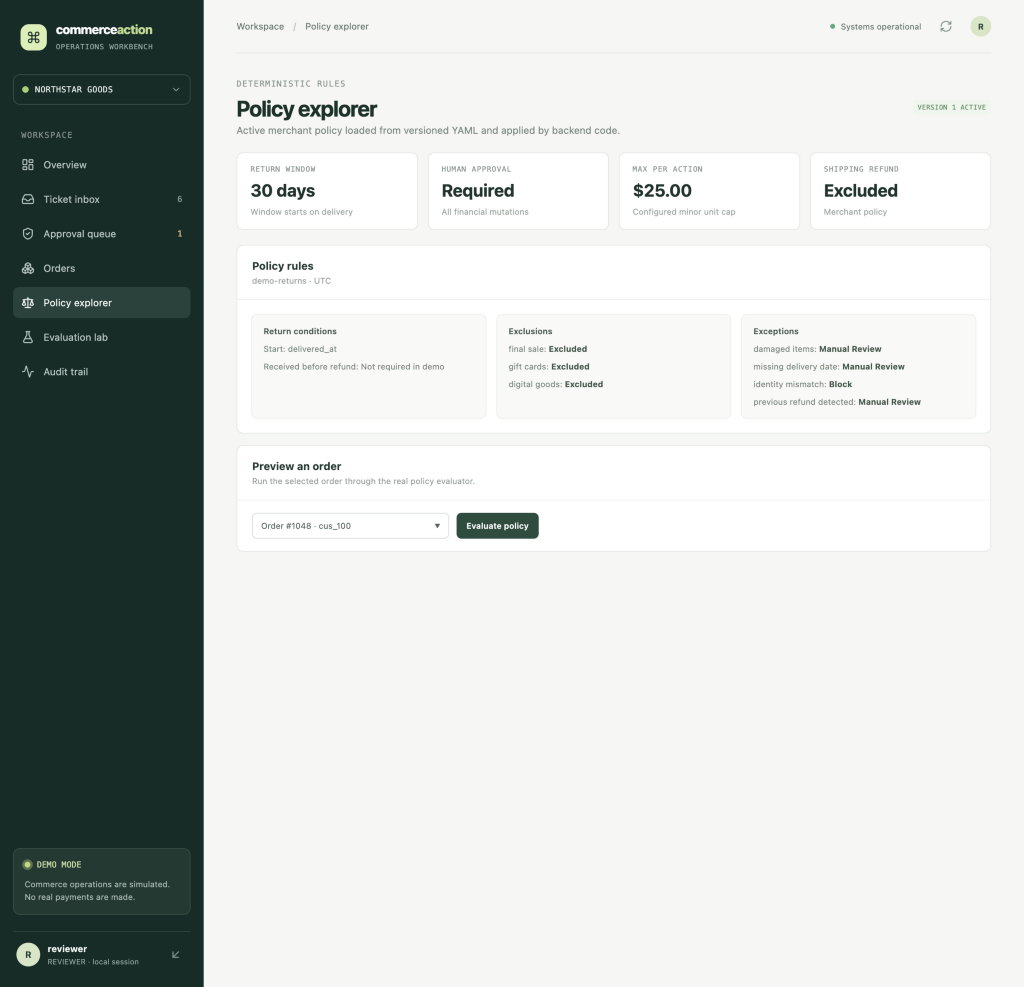 ⌘
commerceaction
OPERATIONS WORKBENCH
NORTHSTAR GOODS
WORKSPACE
Overview
Ticket inbox 6
Approval queue 1
Orders
Policy explorer
Evaluation lab
Audit trail
DEMO MODE
Commerce operations are simulated.
No real payments are made.
R
reviewer
REVIEWER · local session
Workspace / Policy explorer
Systems operational
R
DETERMINISTIC RULES
Policy explorer
Active merchant policy loaded from versioned YAML and applied by backend code.
VERSION 1 ACTIVE
RETURN WINDOW
30 days
Window starts on delivery
HUMAN APPROVAL
Required
All financial mutations
MAX PER ACTION
$25.00
Configured minor unit cap
SHIPPING REFUND
Excluded
Merchant policy
Policy rules
demo-returns · UTC
Return conditions
Start: delivered_at
Received before refund: Not required in demo
Exclusions
final sale: Excluded
gift cards: Excluded
digital goods: Excluded
Exceptions
damaged items: Manual Review
missing delivery date: Manual Review
identity mismatch: Block
previous refund detected: Manual Review
Preview an order
Run the selected order through the real policy evaluator.
Order #1048 · cus_100
Evaluate policy